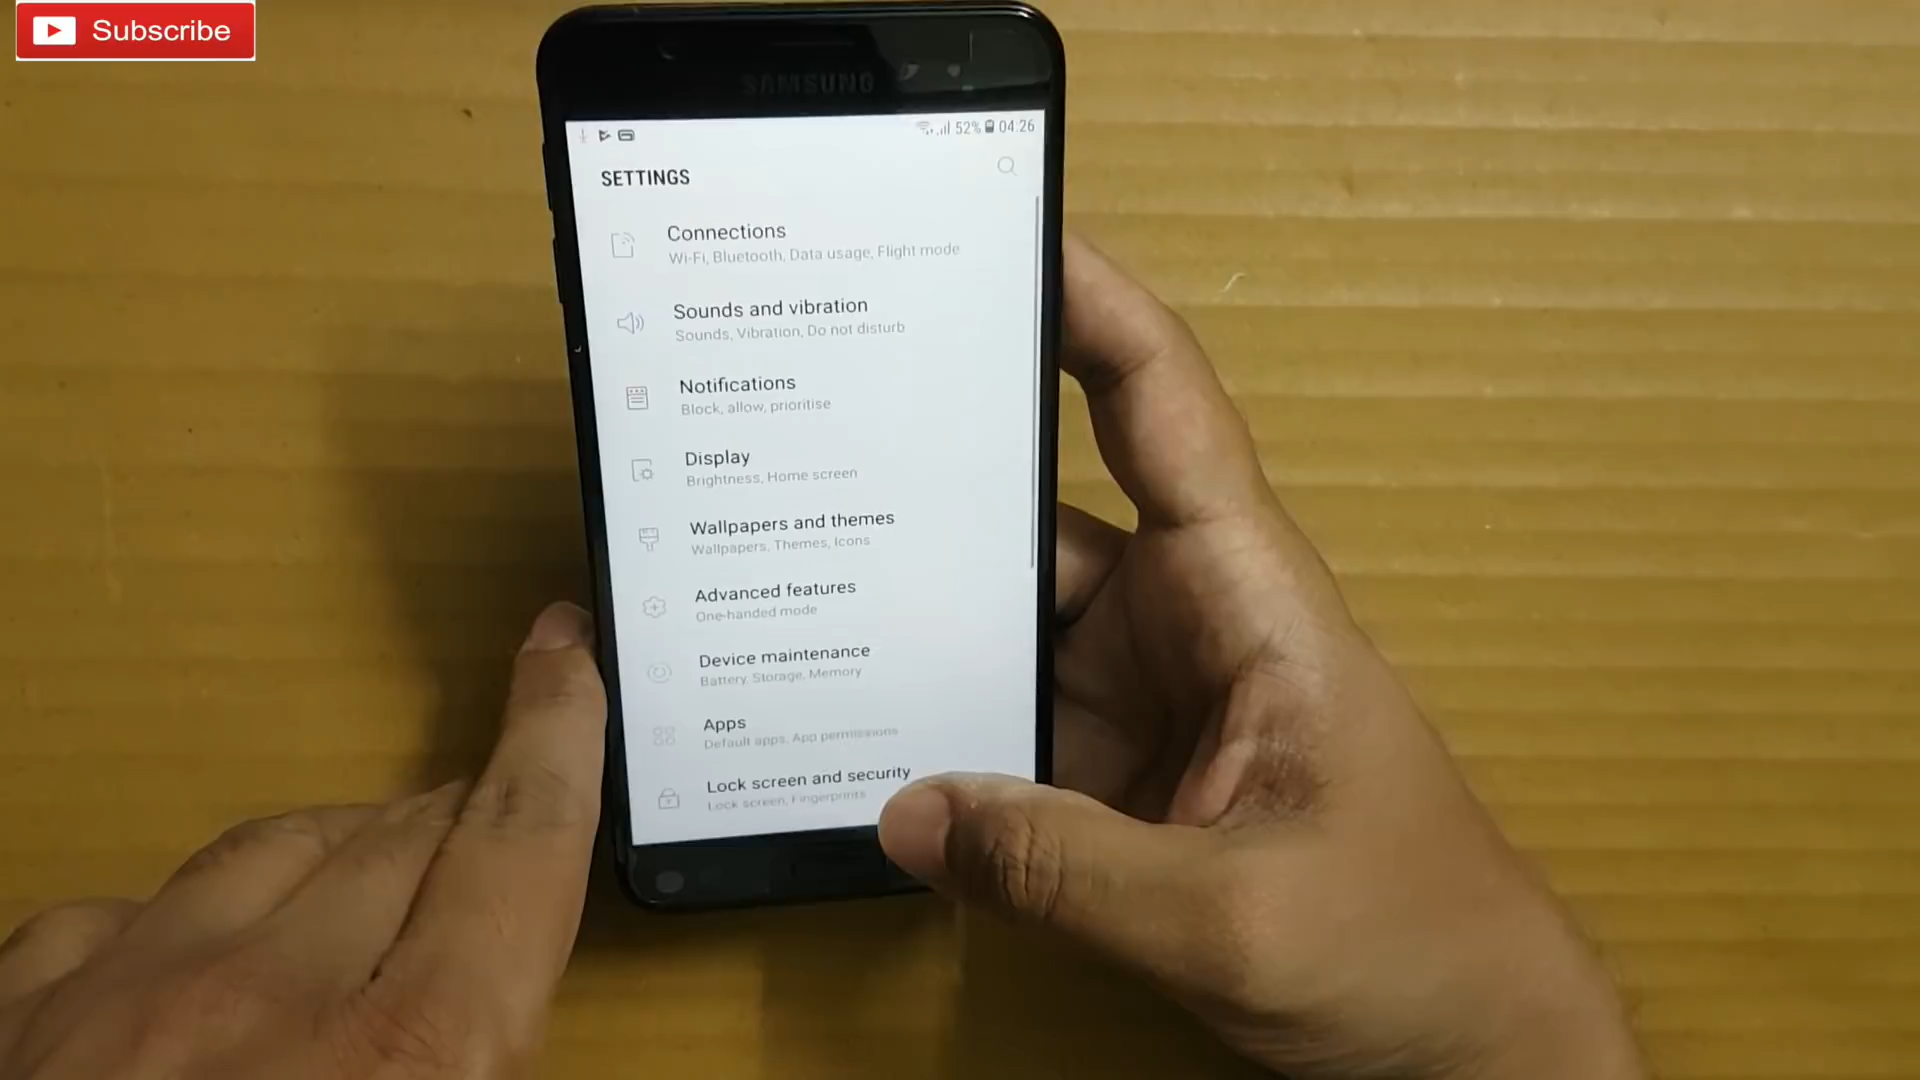 Subscribe
SAMSUNG
52% 04:26
SETTINGS
Connections
Wi-Fi, Bluetooth, Data usage, Flight mode
Sounds and vibration
Sounds, Vibration, Do not disturb
Notifications
Block, allow, prioritise
Display
Brightness, Home screen
Wallpapers and themes
Wallpapers, Themes, Icons
Advanced features
One-handed mode
Device maintenance
Battery, Storage, Memory
Apps
Default apps, App permissions
Lock screen and security
Lock screen, Fingerprints